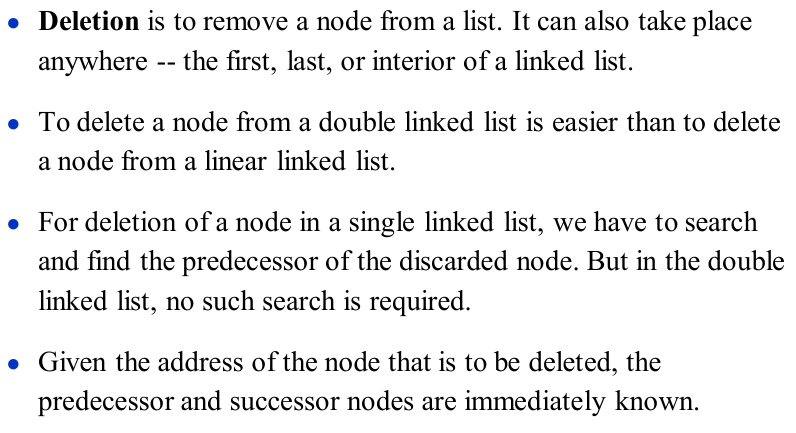 • Deletion is to remove a node from a list. It can also take place
anywhere -- the first, last, or interior of a linked list.
• To delete a node from a double linked list is easier than to delete
a node from a linear linked list.
• For deletion of a node in a single linked list, we have to search
and find the predecessor of the discarded node. But in the double
linked list, no such search is required.
• Given the address of the node that is to be deleted, the
predecessor and successor nodes are immediately known.